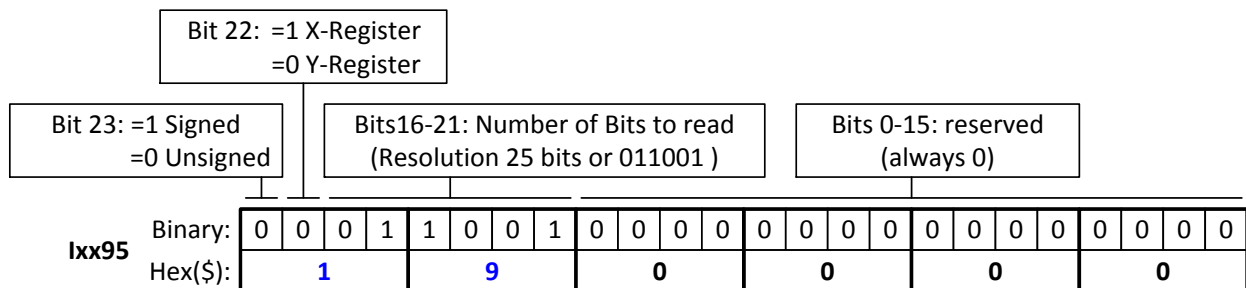 Bit 22: =1 X-Register
=0 Y-Register
Bit 23: =1 Signed
=0 Unsigned
Bits16-21: Number of Bits to read
(Resolution 25 bits or 011001 )
Bits 0-15: reserved
(always 0)
Ixx95
Binary: 0 0 0 1 1 0 0 1 0 0 0 0 0 0 0 0 0 0 0 0 0 0 0 0
Hex($): 1 9 0 0 0 0